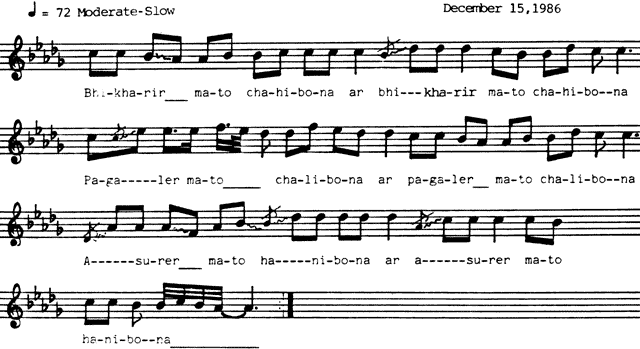 ♩ = 72 Moderate-Slow December 15,1986
Bhi-kha-rir___ ma-to cha-hi-bo-na ar bhi---kha-rir ma-to cha-hi-bo--na
Pa-ga-----ler ma-to_____ cha-li-bo-na ar pa-ga-ler__ ma-to cha-li-bo--na
A------su-rer___ ma-to ha-----ni-bo-na ar a------su-rer ma-to
ha-ni-bo--na____________